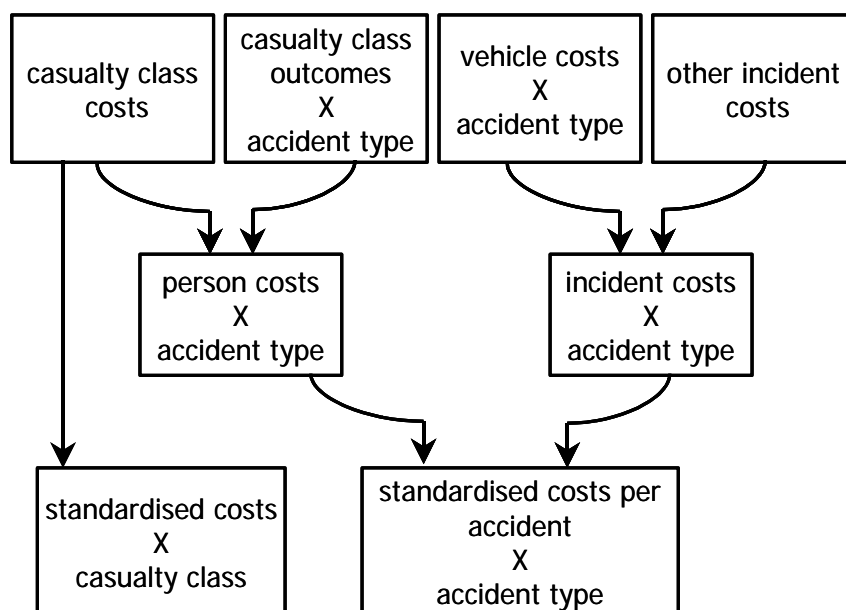 casualty class
costs
casualty class
outcomes
X
accident type
vehicle costs
X
accident type
other incident
costs
person costs
X
accident type
incident costs
X
accident type
standardised costs
X
casualty class
standardised costs per
accident
X
accident type